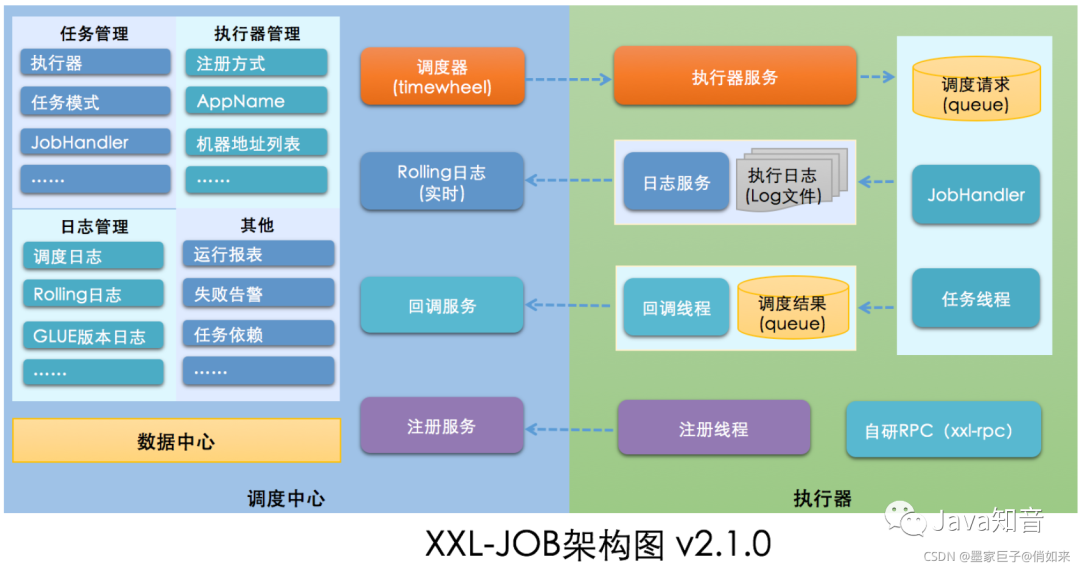 任务管理
执行器
任务模式
JobHandler
······
执行器管理
注册方式
AppName
机器地址列表
······
日志管理
调度日志
Rolling日志
GLUE版本日志
······
其他
运行报表
失败告警
任务依赖
······
数据中心
调度器
(timewheel)
Rolling日志
(实时)
回调服务
注册服务
调度中心
执行器服务
日志服务
执行日志
(Log文件)
回调线程
调度结果
(queue)
注册线程
调度请求
(queue)
JobHandler
任务线程
自研RPC（xxl-rpc）
执行器
Java知音
XXL-JOB架构图 v2.1.0
CSDN @墨家巨子@俏如来